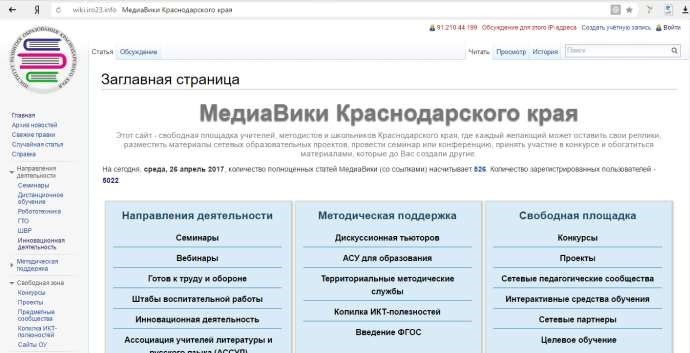 wiki.iro23.info МедиаВики Краснодарского края
91.210.44.199 Обсуждение для этого IP-адреса Создать учётную запись Войти
Статья Обсуждение Читать Просмотр История Поиск
ИНСТИТУТ РАЗВИТИЯ ОБРАЗОВАНИЯ КРАСНОДАРСКОГО КРАЯ
Заглавная страница
МедиаВики Краснодарского края
Этот сайт - свободная площадка учителей, методистов и школьников Краснодарского края, где каждый желающий может оставить свои реплики,
разместить материалы сетевых образовательных проектов, провести семинар или конференцию, принять участие в конкурсе и обогатиться
материалами, которые до Вас создали другие.
На сегодня, среда, 26 апрель 2017, количество полноценных статей МедиаВики (со ссылками) насчитывает 526. Количество зарегистрированных пользователей -
5022
Главная
Архив новостей
Свежие правки
Случайная статья
Справка
Направления
деятельности
Семинары
Дистанционное
обучение
Робототехника
ГТО
ШВР
Инновационная
деятельность
Методическая
поддержка
Свободная зона
Конкурсы
Проекты
Предметные
сообщества
Копилка ИКТ-
полезностей
Сайты ОУ
Направления деятельности
Семинары
Вебинары
Готов к труду и обороне
Штабы воспитательной работы
Инновационная деятельность
Ассоциация учителей литературы и
русского языка (АССУЛ)
Методическая поддержка
Дискуссионная тьюторов
АСУ для образования
Территориальные методические
службы
Копилка ИКТ-полезностей
Введение ФГОС
Свободная площадка
Конкурсы
Проекты
Сетевые педагогические сообщества
Интерактивные средства обучения
Сетевые партнеры
Целевое обучение